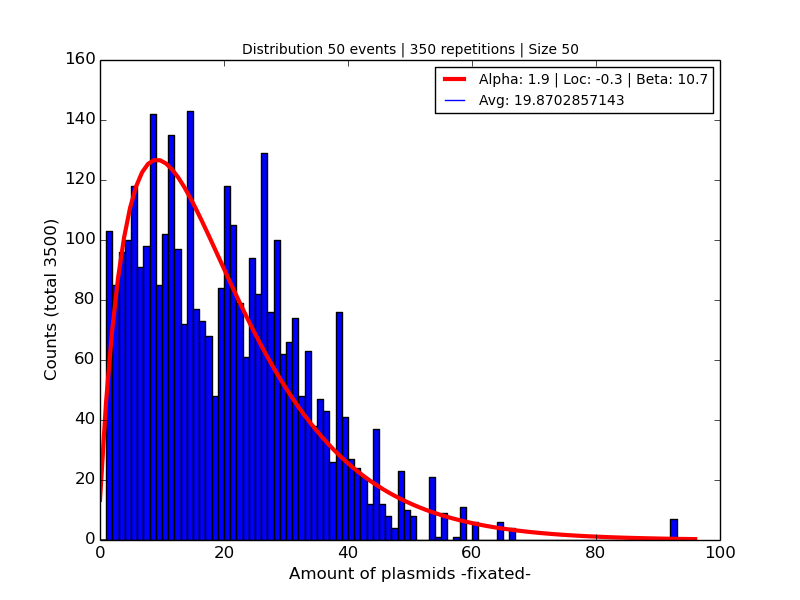 Distribution 50 events | 350 repetitions | Size 50
Alpha: 1.9 | Loc: -0.3 | Beta: 10.7
Avg: 19.8702857143
160
140
120
100
80
60
40
20
0
Counts (total 3500)
0 20 40 60 80 100
Amount of plasmids -fixated-